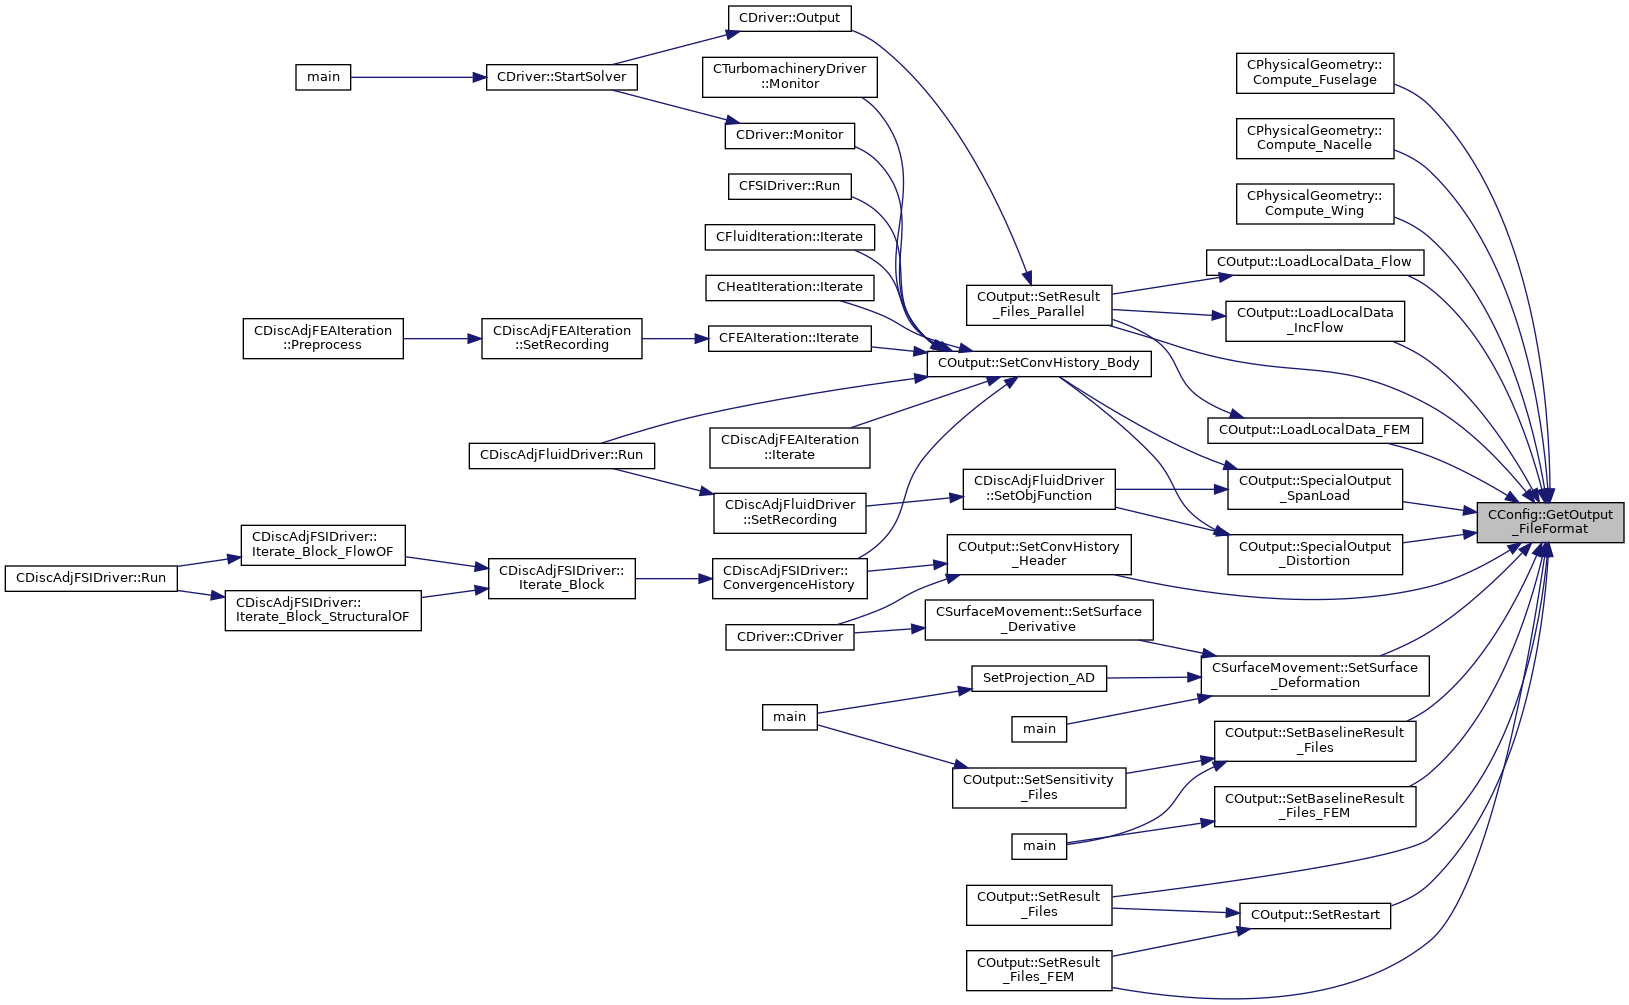 CDriver::Output
main
CDriver::StartSolver
CTurbomachineryDriver
::Monitor
CDriver::Monitor
CFSIDriver::Run
CFluidIteration::Iterate
CHeatIteration::Iterate
CDiscAdjFEAIteration
::Preprocess
CDiscAdjFEAIteration
::SetRecording
CFEAIteration::Iterate
COutput::SetResult
_Files_Parallel
COutput::SetConvHistory_Body
CDiscAdjFEAIteration
::Iterate
CDiscAdjFluidDriver::Run
CDiscAdjFluidDriver
::SetRecording
CDiscAdjFluidDriver
::SetObjFunction
CPhysicalGeometry::
Compute_Fuselage
CPhysicalGeometry::
Compute_Nacelle
CPhysicalGeometry::
Compute_Wing
COutput::LoadLocalData_Flow
COutput::LoadLocalData
_IncFlow
COutput::LoadLocalData_FEM
COutput::SpecialOutput
_SpanLoad
CConfig::GetOutput
_FileFormat
COutput::SpecialOutput
_Distortion
CDiscAdjFSIDriver::Run
CDiscAdjFSIDriver::
Iterate_Block_FlowOF
CDiscAdjFSIDriver::
Iterate_Block_StructuralOF
CDiscAdjFSIDriver::
Iterate_Block
CDiscAdjFSIDriver::
ConvergenceHistory
COutput::SetConvHistory
_Header
CDriver::CDriver
CSurfaceMovement::SetSurface
_Derivative
CSurfaceMovement::SetSurface
_Deformation
SetProjection_AD
main
main
COutput::SetBaselineResult
_Files
COutput::SetSensitivity
_Files
COutput::SetBaselineResult
_Files_FEM
main
COutput::SetResult
_Files
COutput::SetRestart
COutput::SetResult
_Files_FEM